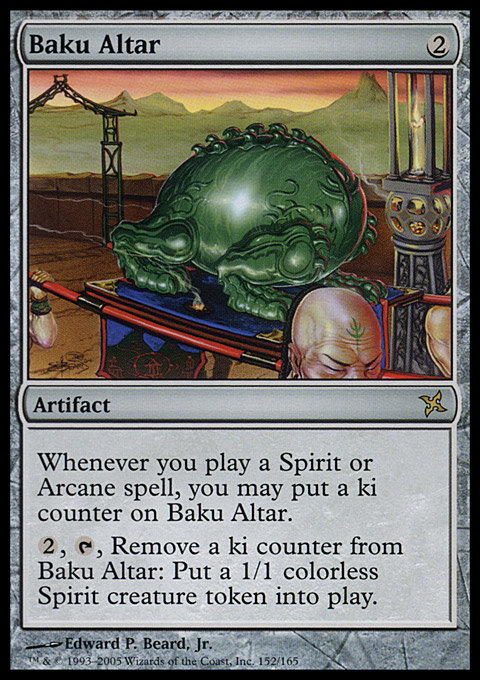 Baku Altar 2
Artifact
Whenever you play a Spirit or
Arcane spell, you may put a ki
counter on Baku Altar.
2, , Remove a ki counter from
Baku Altar: Put a 1/1 colorless
Spirit creature token into play.
Edward P. Beard, Jr.
™ & © 1993–2005 Wizards of the Coast, Inc. 152/165